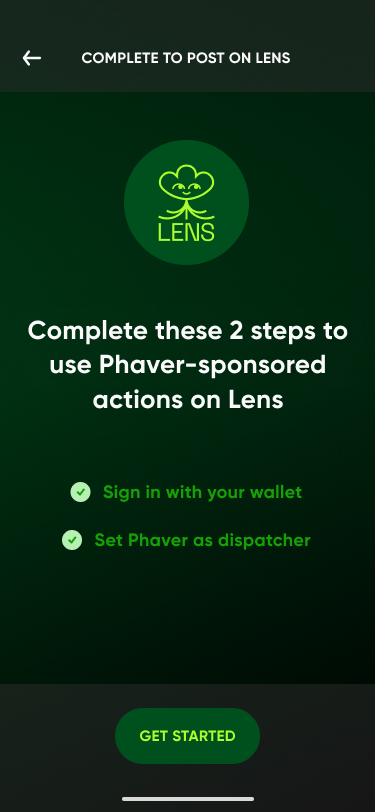 COMPLETE TO POST ON LENS
LENS
Complete these 2 steps to
use Phaver-sponsored
actions on Lens
Sign in with your wallet
Set Phaver as dispatcher
GET STARTED